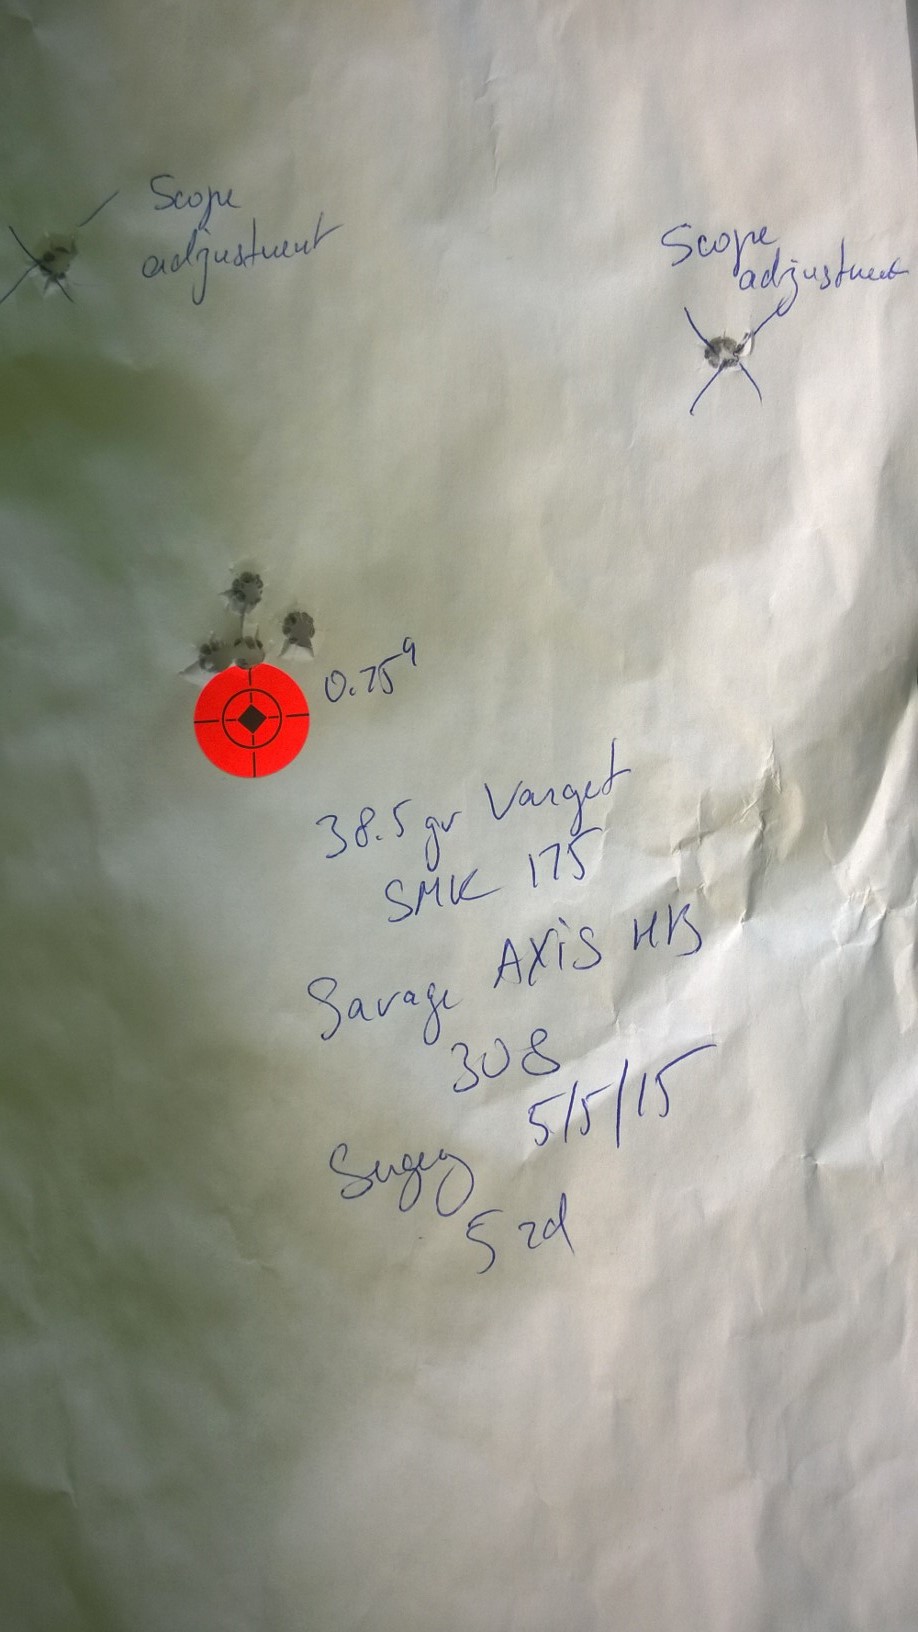 Scope
adjustment
Scope
adjustment
0.75"
38.5 gr Varget
SMK 175
Savage AXiS HB
308
5/5/15
Sergey
5 rd